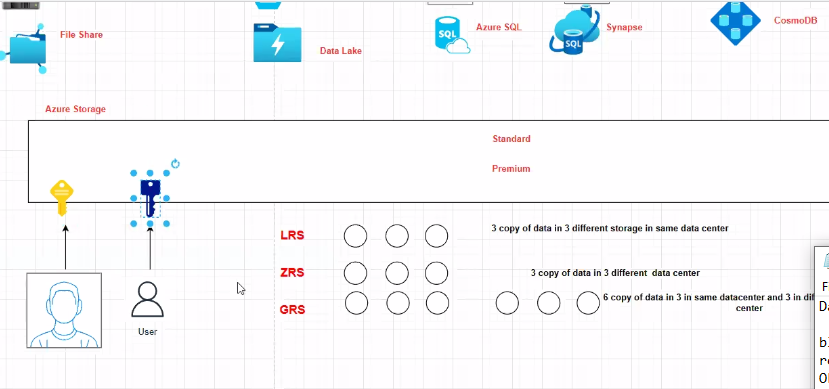 File Share
Data Lake
SQL
Azure SQL
SQL
Synapse
CosmoDB
Azure Storage
Standard
Premium
LRS
3 copy of data in 3 different storage in same data center
ZRS
3 copy of data in 3 different data center
GRS
6 copy of data in 3 in same datacenter and 3 in dif
center
User
F
Da
b
re